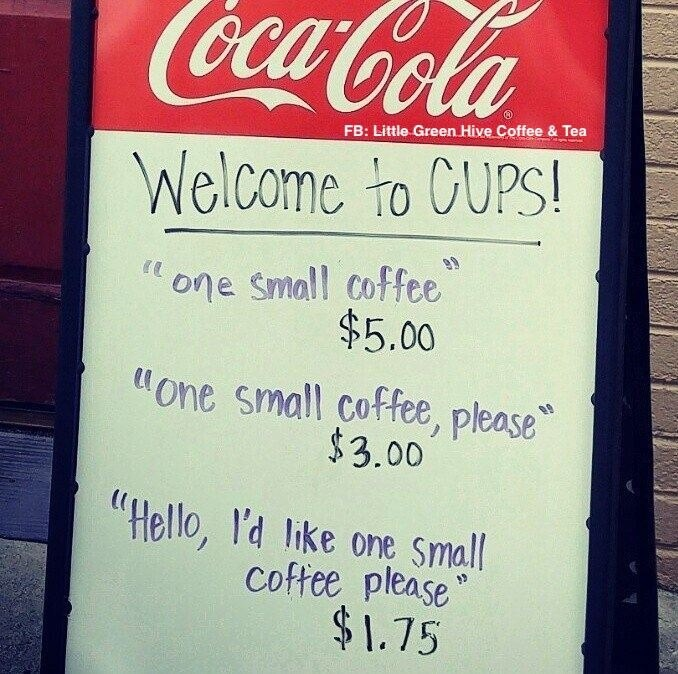 Coca-Cola ®
FB: Little Green Hive Coffee & Tea
Welcome to CUPS!
"one small coffee"
$5.00
"one small coffee, please"
$3.00
"Hello, I'd like one small
coffee please"
$1.75